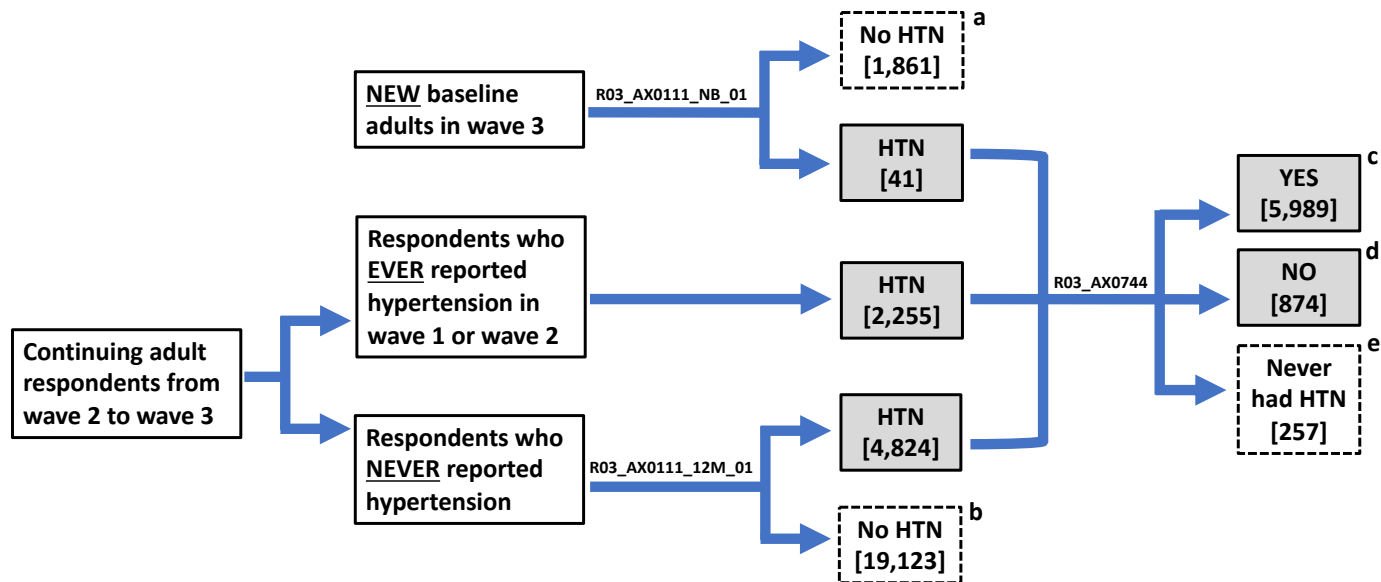 No HTN
[1,861]
a
NEW baseline
adults in wave 3
R03_AX0111_NB_01
HTN
[41]
YES
[5,989]
c
Respondents who
EVER reported
hypertension in
wave 1 or wave 2
HTN
[2,255]
R03_AX0744
NO
[874]
d
Continuing adult
respondents from
wave 2 to wave 3
Never
had HTN
[257]
e
Respondents who
NEVER reported
hypertension
R03_AX0111_12M_01
HTN
[4,824]
No HTN
[19,123]
b